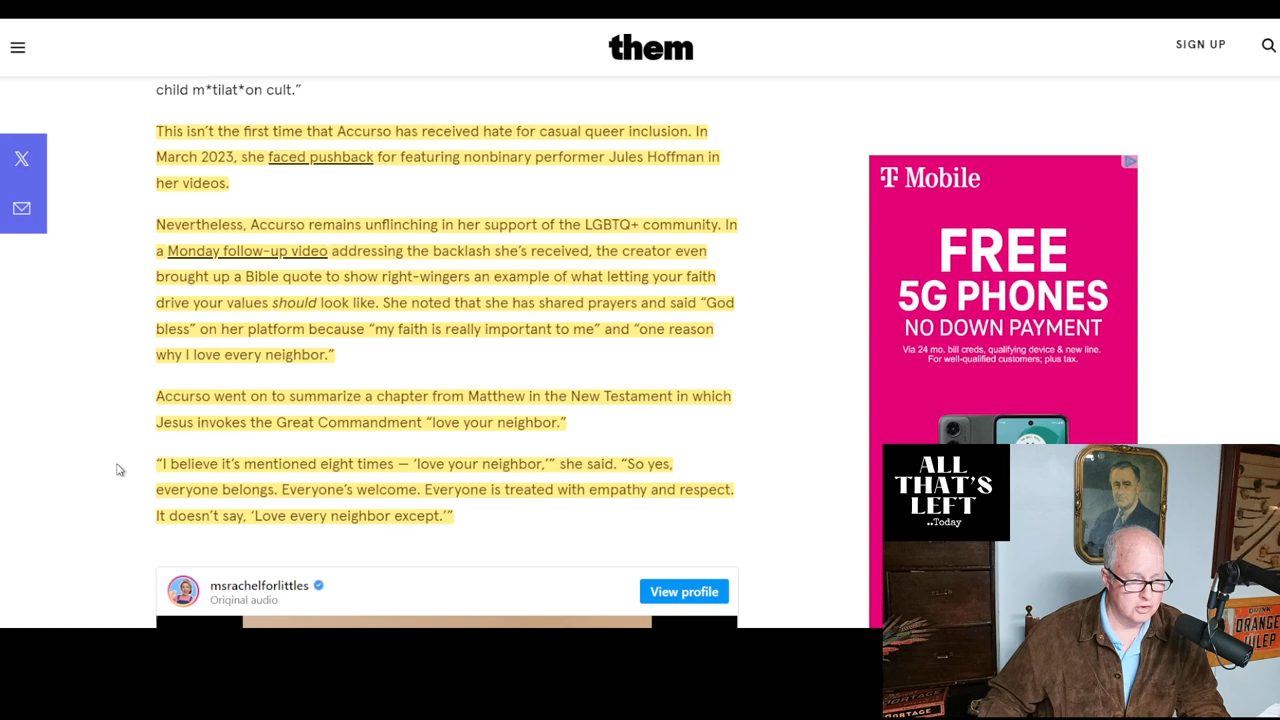 them
SIGN UP
child m*tilat*on cult.”
This isn’t the first time that Accurso has received hate for casual queer inclusion. In
March 2023, she faced pushback for featuring nonbinary performer Jules Hoffman in
her videos.
Nevertheless, Accurso remains unflinching in her support of the LGBTQ+ community. In
a Monday follow-up video addressing the backlash she’s received, the creator even
brought up a Bible quote to show right-wingers an example of what letting your faith
drive your values should look like. She noted that she has shared prayers and said “God
bless” on her platform because “my faith is really important to me” and “one reason
why I love every neighbor.”
Accurso went on to summarize a chapter from Matthew in the New Testament in which
Jesus invokes the Great Commandment “love your neighbor.”
“I believe it’s mentioned eight times — ‘love your neighbor,’” she said. “So yes,
everyone belongs. Everyone’s welcome. Everyone is treated with empathy and respect.
It doesn’t say, ‘Love every neighbor except.’”
msrachelforlittles
Original audio
View profile
T Mobile
FREE
5G PHONES
NO DOWN PAYMENT
Via 24 mo. bill creds, qualifying device & new line.
For well-qualified customers; plus tax.
ALL
THAT’S
LEFT
..Today
DRINK
ORANGE
JULEP
PORTAGE